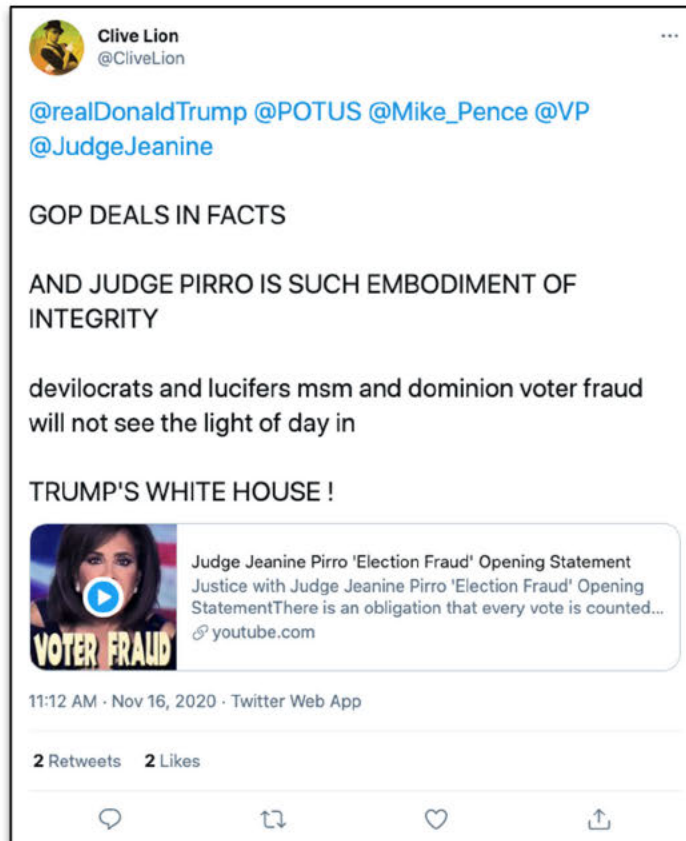 Clive Lion
@CliveLion
@realDonaldTrump @POTUS @Mike_Pence @VP
@JudgeJeanine
GOP DEALS IN FACTS
AND JUDGE PIRRO IS SUCH EMBODIMENT OF
INTEGRITY
devilocrats and lucifers msm and dominion voter fraud
will not see the light of day in
TRUMP'S WHITE HOUSE !
VOTER FRAUD
Judge Jeanine Pirro 'Election Fraud' Opening Statement
Justice with Judge Jeanine Pirro 'Election Fraud' Opening
StatementThere is an obligation that every vote is counted...
youtube.com
11:12 AM · Nov 16, 2020 · Twitter Web App
2 Retweets 2 Likes